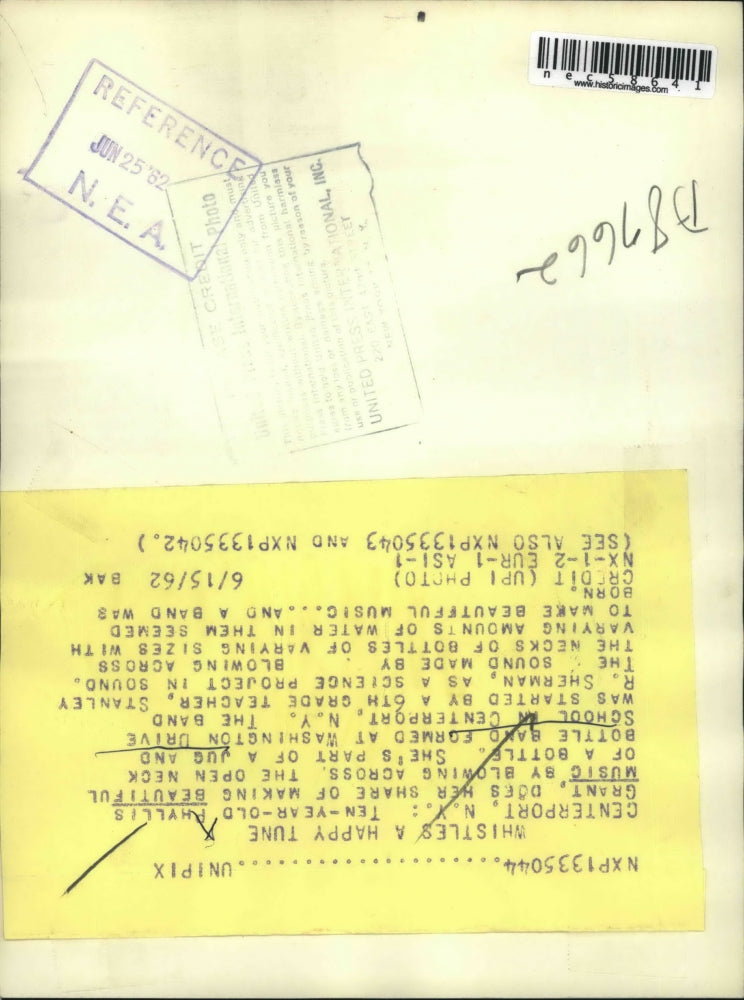 nec58641
www.historicimages.com
REFERENCE
JUN 25 '62
N. E. A.
CREDIT
International Photo
UNITED PRESS INTERNATIONAL, INC.
D87662
NXP1335044......................UNIPIX
WHISTLES A HAPPY TUNE
CENTERPORT, N.Y.: TEN-YEAR-OLD PHYLLIS
GRANT, DOES HER SHARE OF MAKING BEAUTIFUL
MUSIC BY BLOWING ACROSS. THE OPEN NECK
OF A BOTTLE. SHE'S PART OF A JUG AND
BOTTLE BAND FORMED AT WASHINGTON DRIVE
SCHOOL IN CENTERPORT, N.Y. THE BAND
WAS STARTED BY A 6TH GRADE TEACHER, STANLEY
R. SHERMAN, AS A SCIENCE PROJECT IN SOUND.
THE SOUND MADE BY BLOWING ACROSS
THE NECKS OF BOTTLES OF VARYING SIZES WITH
VARYING AMOUNTS OF WATER IN THEM SEEMED
TO MAKE BEAUTIFUL MUSIC....AND A BAND WAS
BORN.
CREDIT (UPI PHOTO) 6/15/62 BAK
NX-1-2 EUR-1 ASI-1
(SEE ALSO NXP1335043 AND NXP1335042.)